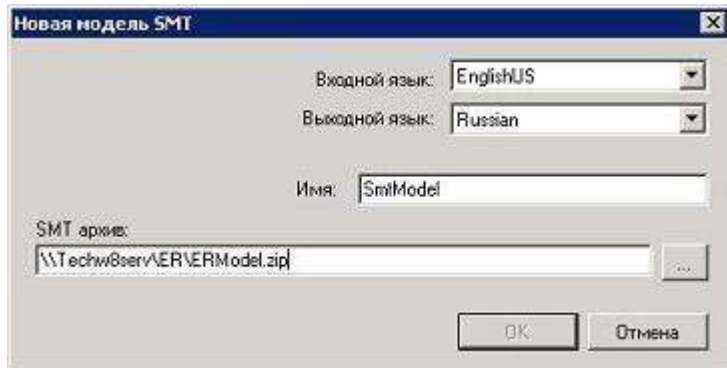 Новая модель SMT
Входной язык: EnglishUS
Выходной язык: Russian
Имя: SmtModel
SMT архив:
\\Techw8serv\ER\ERModel.zip
...
OK Отмена